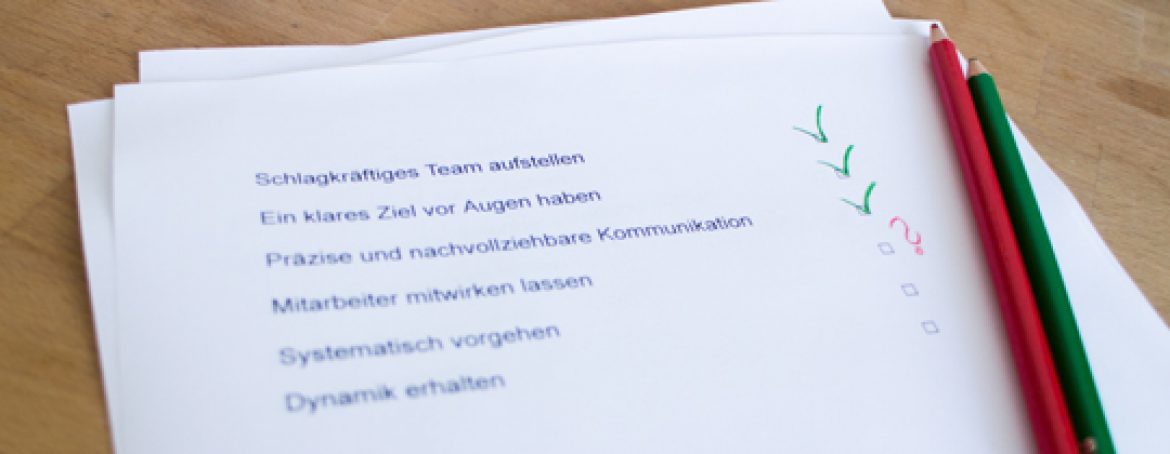 Schlagkräftiges Team aufstellen
Ein klares Ziel vor Augen haben
Präzise und nachvollziehbare Kommunikation
Mitarbeiter mitwirken lassen
?
Systematisch vorgehen
Dynamik erhalten